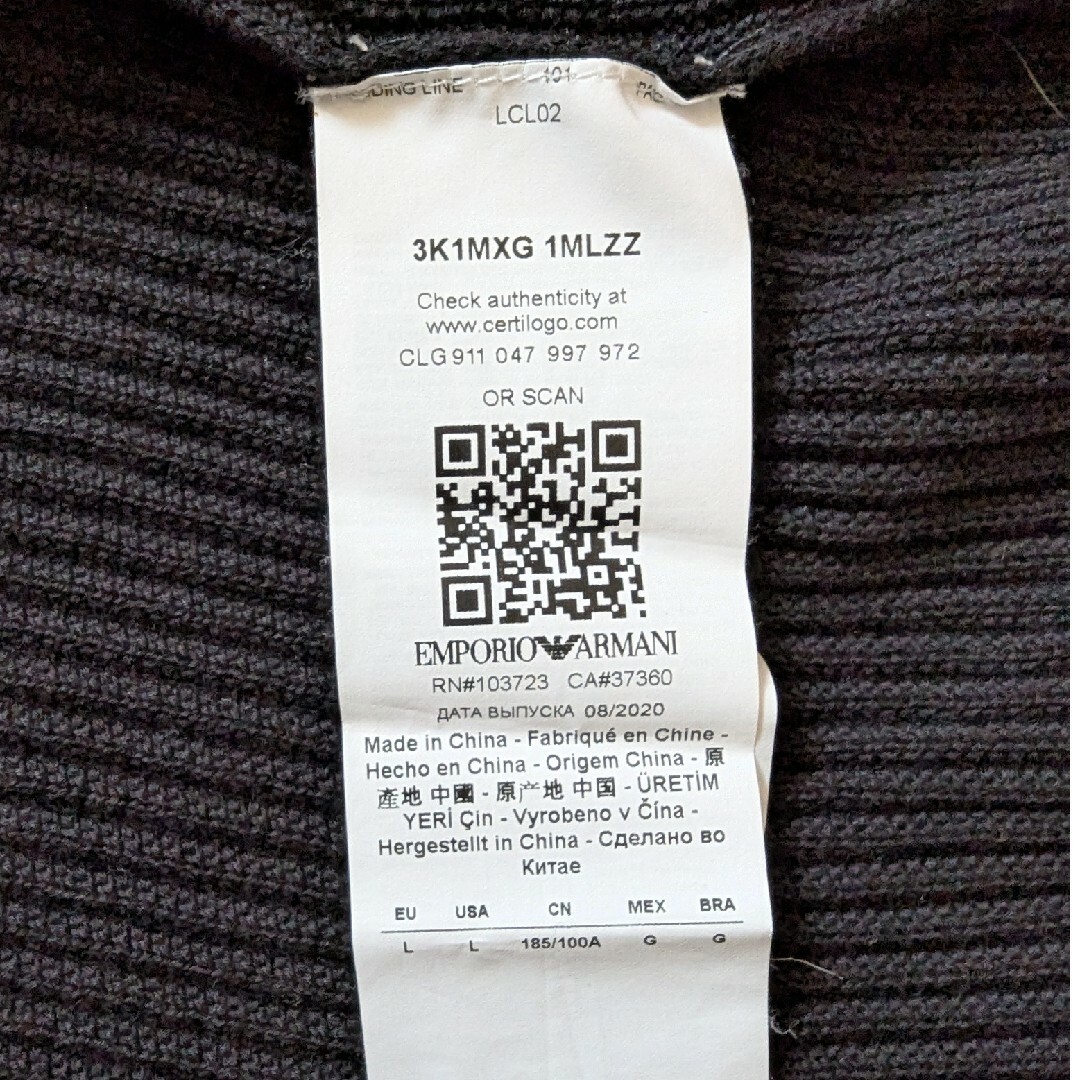 DING LINE 101
LCL02
3K1MXG 1MLZZ
Check authenticity at
www.certilogo.com
CLG 911 047 997 972
OR SCAN
EMPORIO ARMANI
RN#103723 CA#37360
ДАТА ВЫПУСКА 08/2020
Made in China - Fabriqué en Chine -
Hecho en China - Origem China - 原
產地 中國 - 原产地 中国 - ÜRETİM
YERİ Çin - Vyrobeno v Čína -
Hergestellt in China - Сделано во
Китае
EU USA CN MEX BRA
L L 185/100A G G